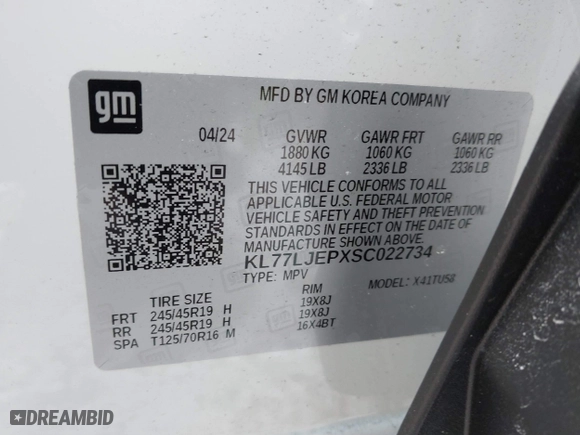 gm
MFD BY GM KOREA COMPANY
04/24 GVWR GAWR FRT GAWR RR
1880 KG 1060 KG 1060 KG
4145 LB 2336 LB 2336 LB
THIS VEHICLE CONFORMS TO ALL
APPLICABLE U.S. FEDERAL MOTOR
VEHICLE SAFETY AND THEFT PREVENTION
STANDARDS IN EFFECT ON THE DATE OF
MANUFACTURE SHOWN ABOVE.
KL77LJEPXSC022734
TYPE: MPV MODEL: X41TU58
TIRE SIZE RIM
FRT 245/45R19 H 19X8J
RR 245/45R19 H 19X8J
SPA T125/70R16 M 16X4BT
DREAMBID